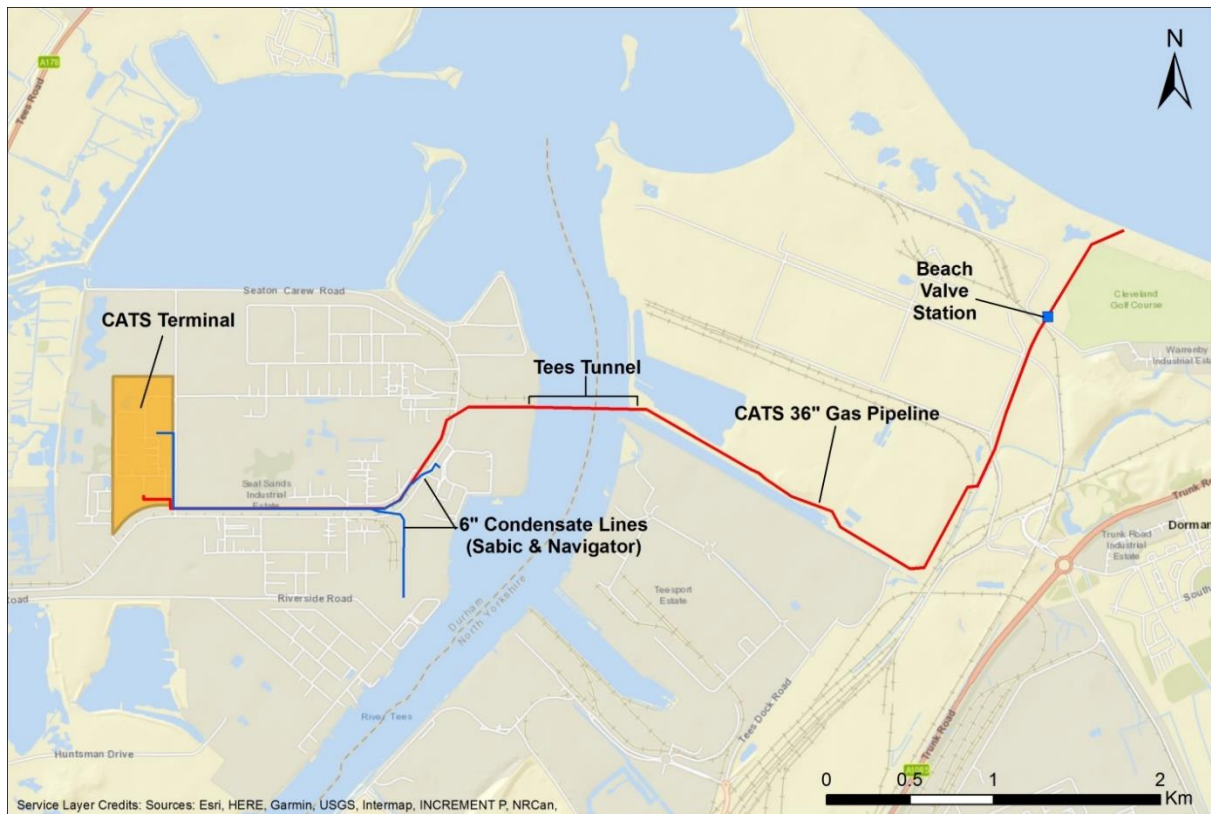 N
A178
Tees Road
Beach
Valve
Station
Cleveland
Golf Course
Seaton Carew Road
CATS Terminal
Warrenby
Industrial Esta
Tees Tunnel
CATS 36" Gas Pipeline
Seal Sands
Industrial
Estate
6" Condensate Lines
(Sabic & Navigator)
Trunk Ro
Dorman
Trunk Road
Industrial
Estate
South
Teesport
Estate
Road
Riverside Road
Durham
North Yorkshire
River Tees
Tees Dock Road
Trunk Road
Huntsman Drive
0 0.5 1 2
Km
Service Layer Credits: Sources: Esri, HERE, Garmin, USGS, Intermap, INCREMENT P, NRCan,